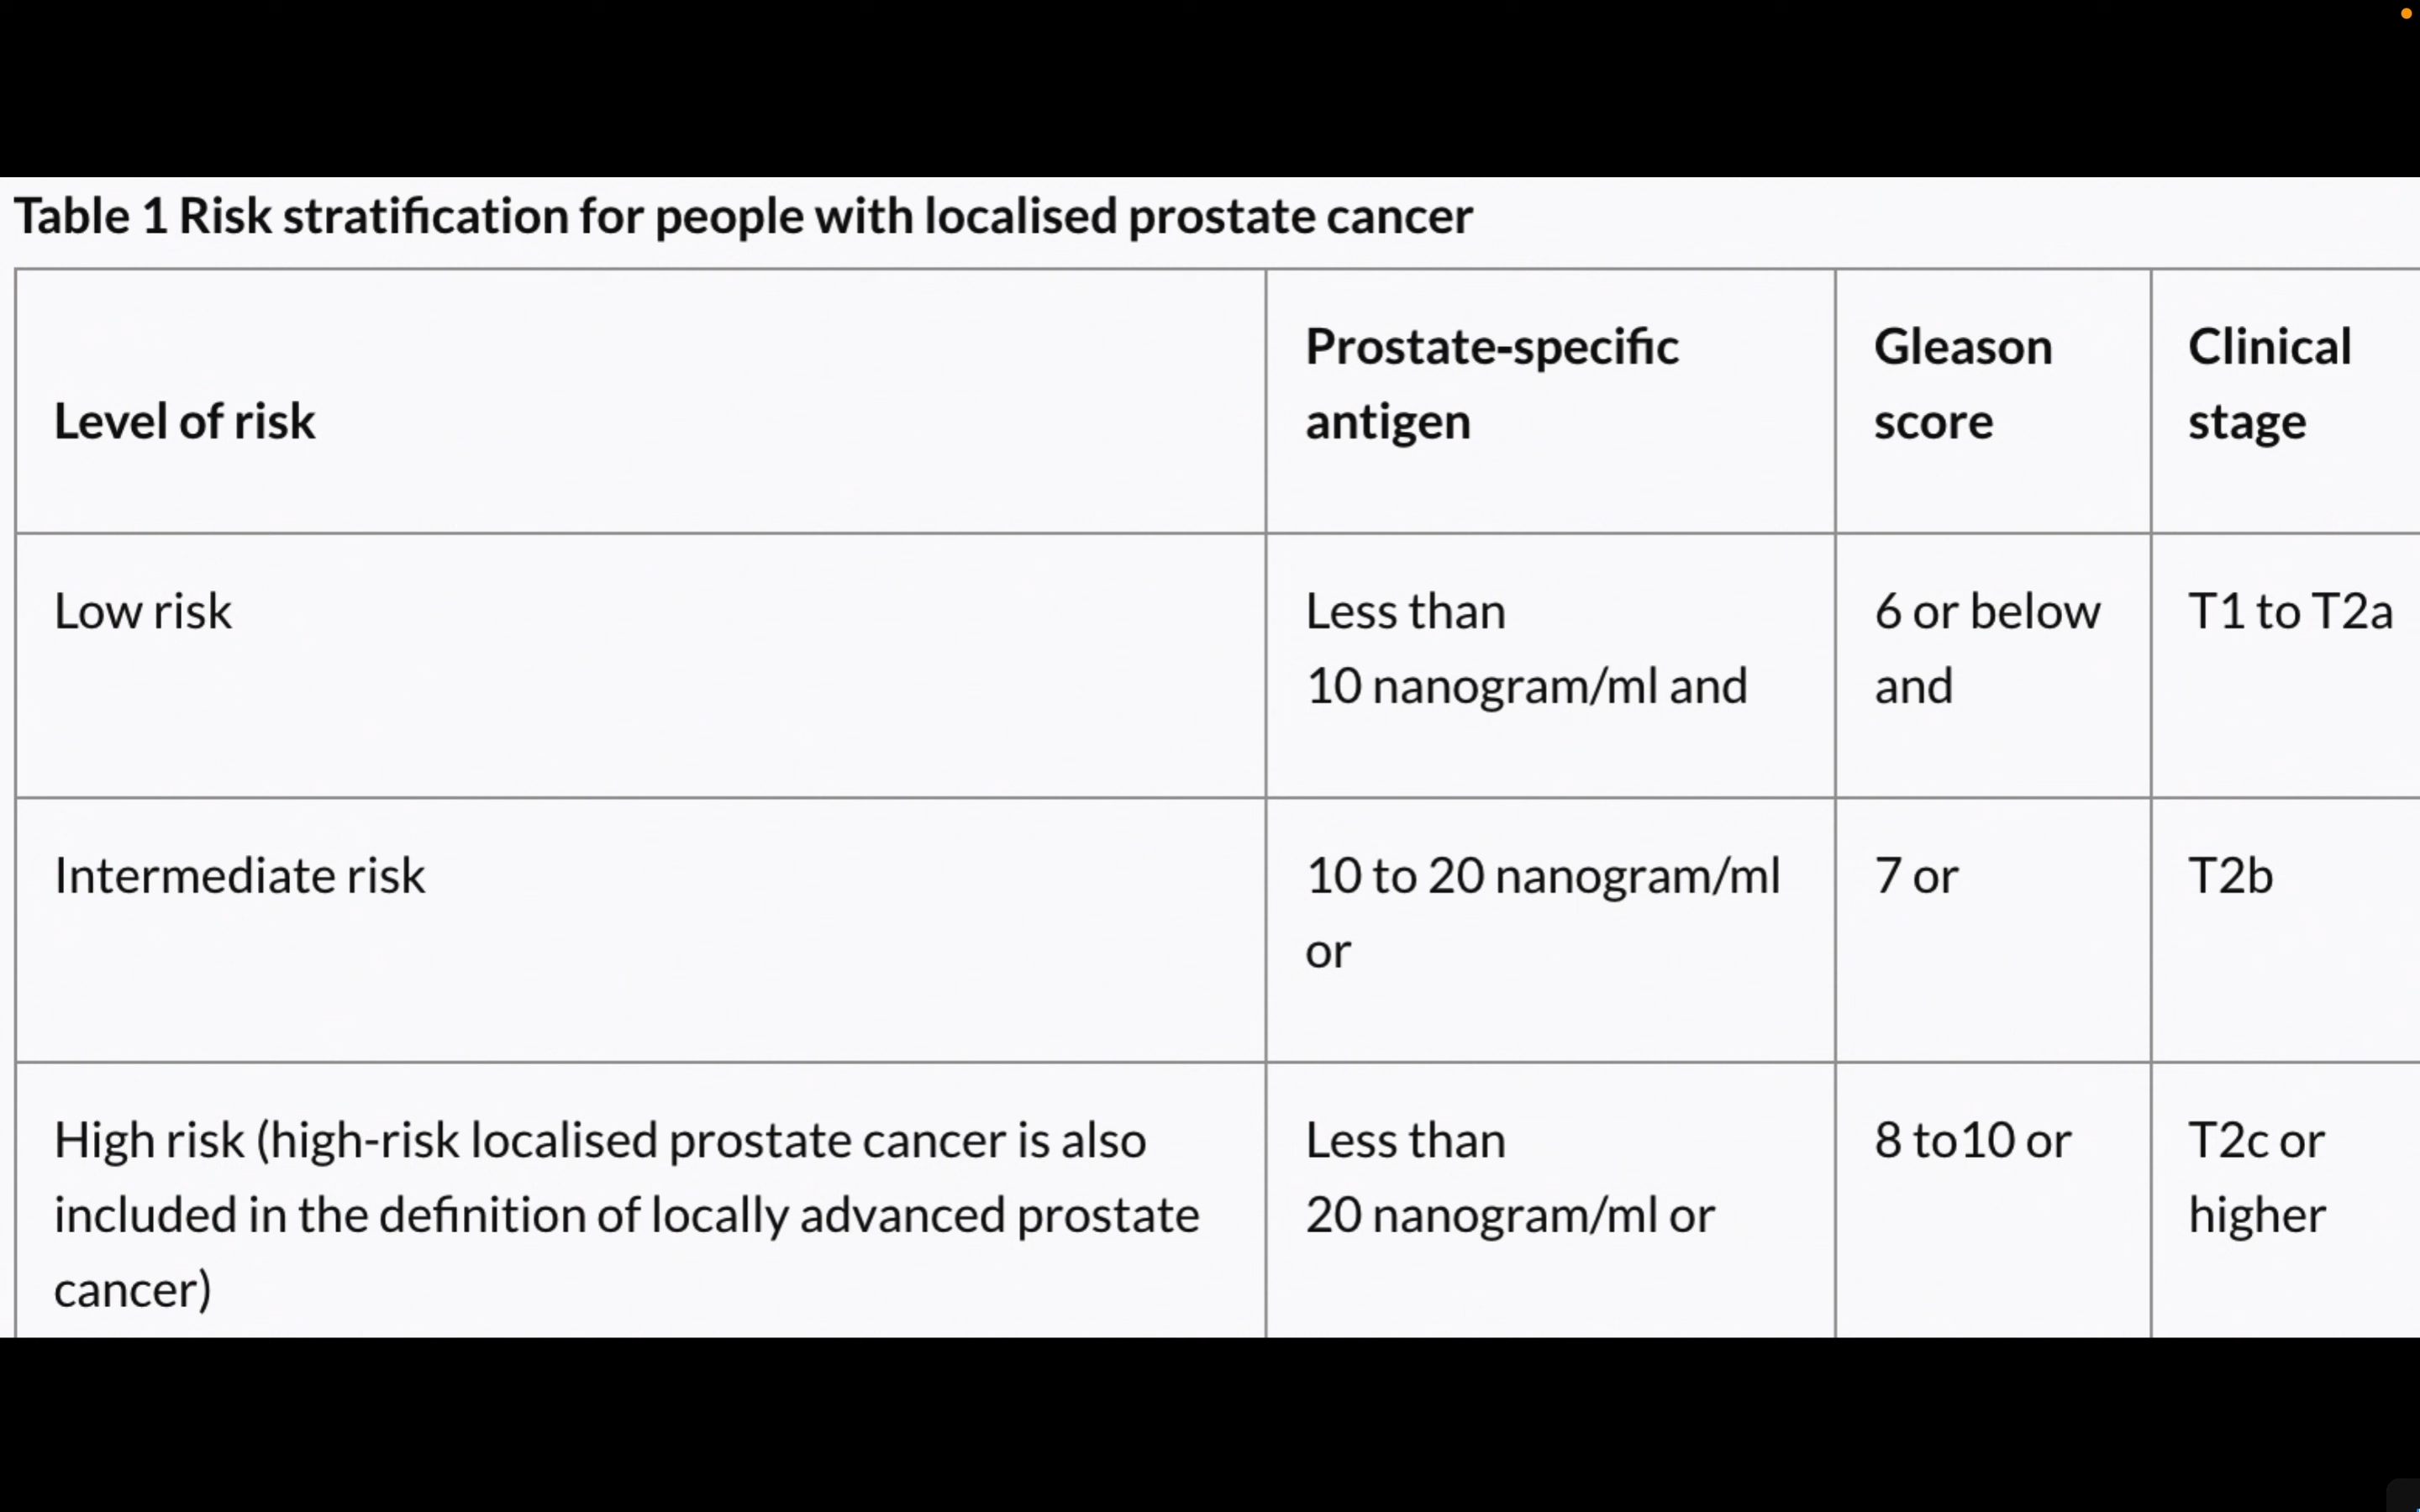 Table 1 Risk stratification for people with localised prostate cancer
Level of risk
Prostate-specific
antigen
Gleason
score
Clinical
stage
Low risk
Less than
10 nanogram/ml and
6 or below
and
T1 to T2a
Intermediate risk
10 to 20 nanogram/ml
or
7 or
T2b
High risk (high-risk localised prostate cancer is also
included in the definition of locally advanced prostate
cancer)
Less than
20 nanogram/ml or
8 to10 or
T2c or
higher